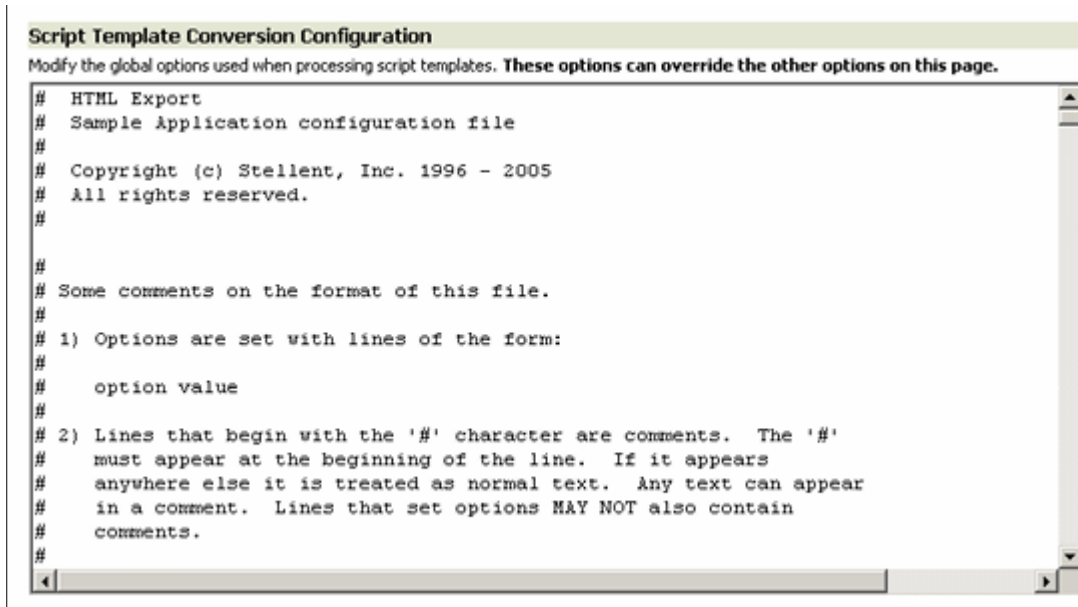 Script Template Conversion Configuration
Modify the global options used when processing script templates. These options can override the other options on this page.
#  HTML Export
#  Sample Application configuration file
#
#  Copyright (c) Stellent, Inc. 1996 - 2005
#  All rights reserved.
#
#
# Some comments on the format of this file.
#
# 1) Options are set with lines of the form:
#
#    option value
#
# 2) Lines that begin with the '#' character are comments.  The '#'
#    must appear at the beginning of the line.  If it appears
#    anywhere else it is treated as normal text.  Any text can appear
#    in a comment.  Lines that set options MAY NOT also contain
#    comments.
#